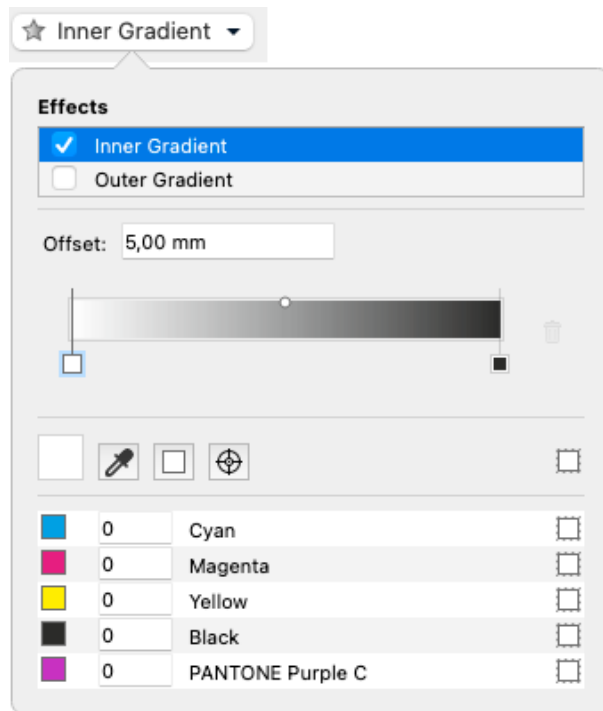 Inner Gradient
Effects
Inner Gradient
Outer Gradient
Offset: 5,00 mm
0 Cyan
0 Magenta
0 Yellow
0 Black
0 PANTONE Purple C